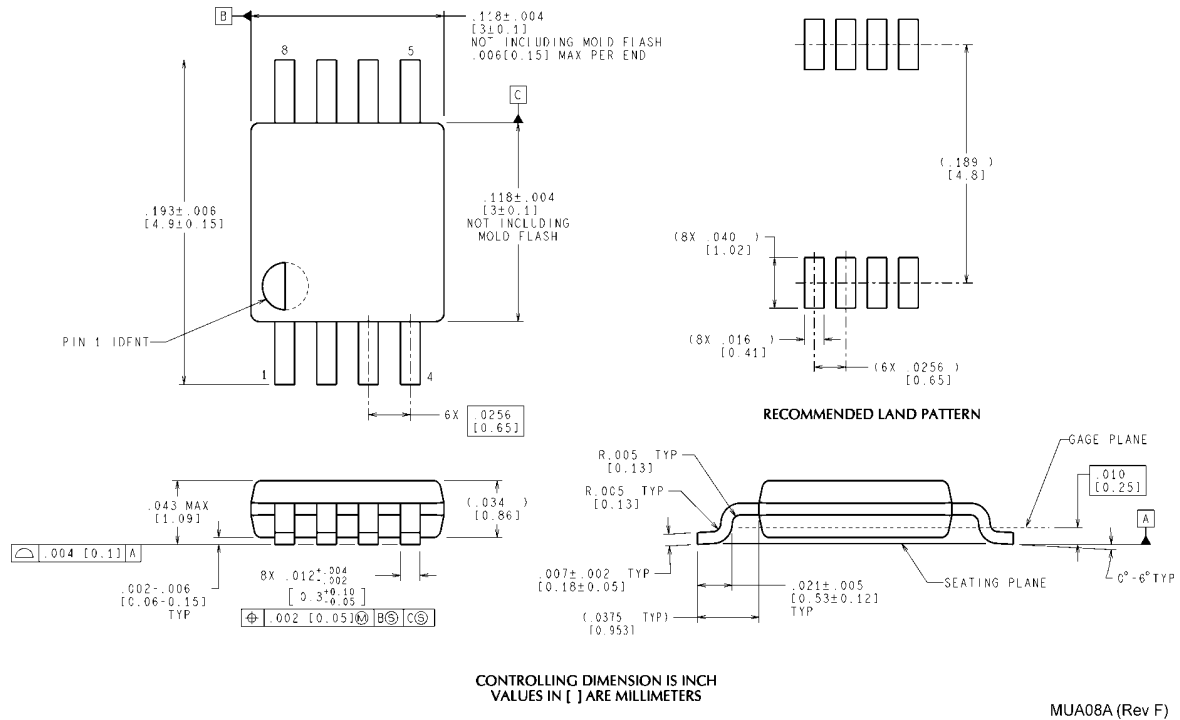 B
.118±.004
[3±0.1]
NOT INCLUDING MOLD FLASH
.006[0.15] MAX PER END
8
5
C
.193±.006
[4.9±0.15]
.118±.004
[3±0.1]
NOT INCLUDING
MOLD FLASH
PIN 1 IDENT
1
4
6X .0256
[0.65]
(.189 )
[4.8]
(8X .040 )
[1.02]
(8X .016 )
[0.41]
(6X .0256 )
[0.65]
RECOMMENDED LAND PATTERN
.043 MAX
[1.09]
(.034 )
[0.86]
⌓ .004 [0.1] A
.002-.006
[0.06-0.15]
TYP
8X .012+.004
-.002
[0.3+0.10
-0.05]
⌖ .002 [0.05]Ⓜ BⓈ CⓈ
R.005 TYP
[0.13]
R.005 TYP
[0.13]
GAGE PLANE
.010
[0.25]
A
.007±.002 TYP
[0.18±0.05]
.021±.005
[0.53±0.12]
TYP
SEATING PLANE
0°-6° TYP
(.0375 TYP)
[0.953]
CONTROLLING DIMENSION IS INCH
VALUES IN [ ] ARE MILLIMETERS
MUA08A (Rev F)